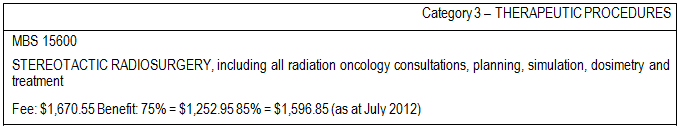 Category 3 – THERAPEUTIC PROCEDURES
MBS 15600
STEREOTACTIC RADIOSURGERY, including all radiation oncology consultations, planning, simulation, dosimetry and
treatment
Fee: $1,670.55 Benefit: 75% = $1,252.95 85% = $1,596.85 (as at July 2012)